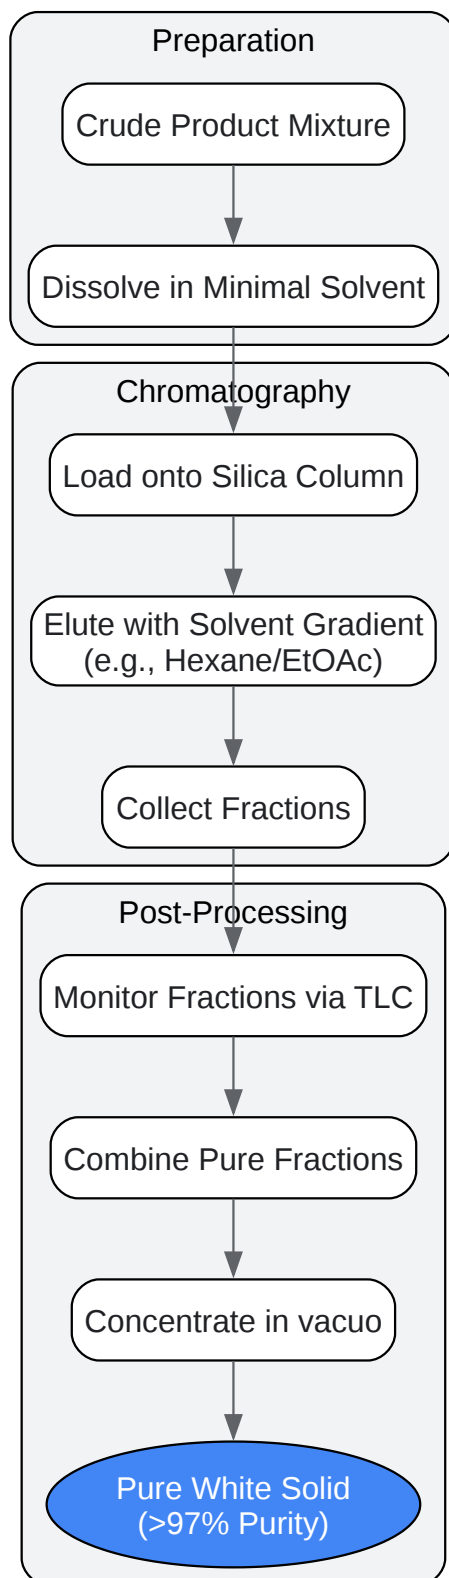 Preparation
Crude Product Mixture
Dissolve in Minimal Solvent
Chromatography
Load onto Silica Column
Elute with Solvent Gradient
(e.g., Hexane/EtOAc)
Collect Fractions
Post-Processing
Monitor Fractions via TLC
Combine Pure Fractions
Concentrate in vacuo
Pure White Solid
(>97% Purity)